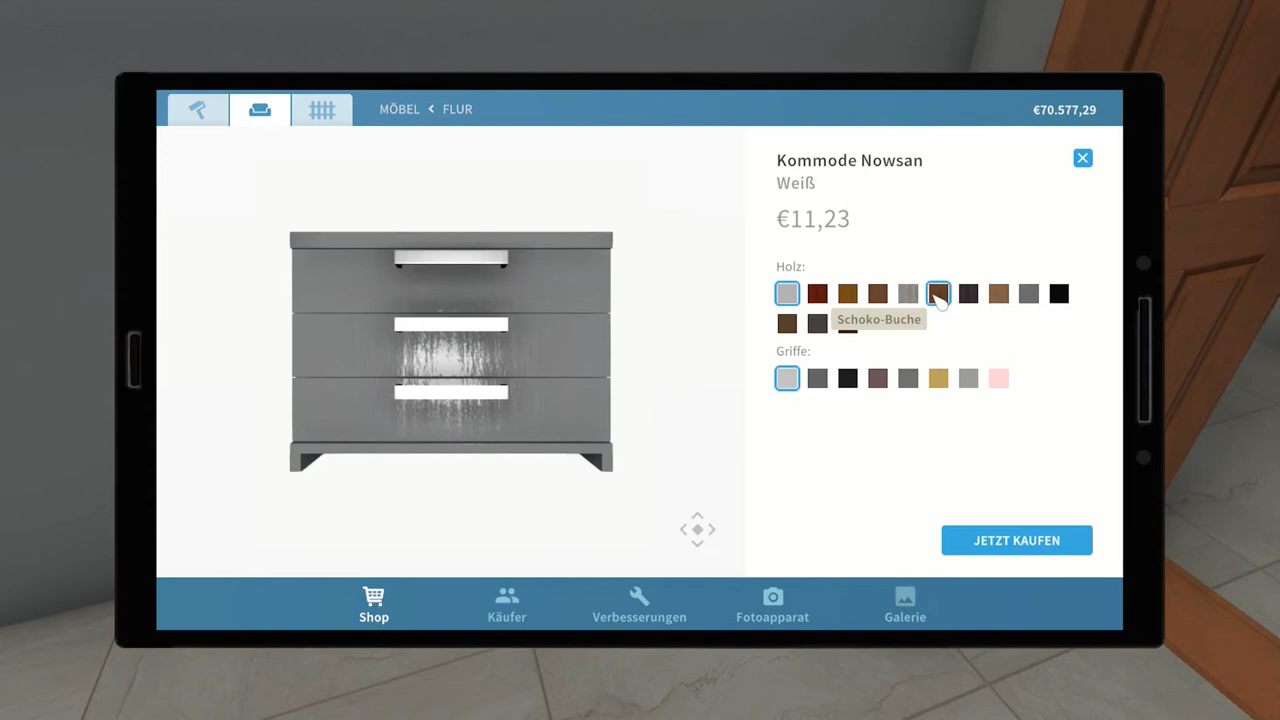 MÖBEL < FLUR
€70.577,29
Kommode Nowsan
Weiß
€11,23
Holz:
Schoko-Buche
Griffe:
JETZT KAUFEN
Shop
Käufer
Verbesserungen
Fotoapparat
Galerie